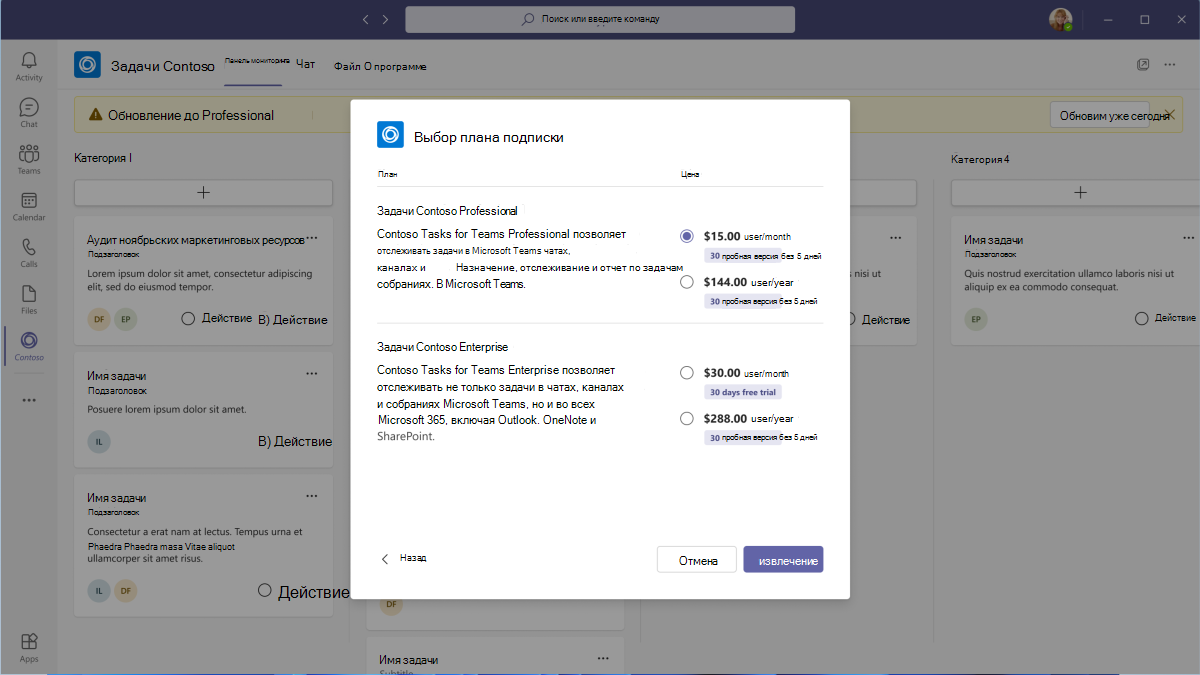 Поиск или введите команду
Activity
Chat
Teams
Calendar
Calls
Files
Contoso
Apps
Задачи Contoso
Панель мониторинга
Чат
Файл О программе
Обновление до Professional
Обновим уже сегодня
Категория I
Аудит ноябрьских маркетинговых ресурсов
Подзаголовок
Lorem ipsum dolor sit amet, consectetur adipiscing
elit, sed do eiusmod tempor.
DF EP Действие В) Действие
Имя задачи
Подзаголовок
Posuere lorem ipsum dolor sit amet.
IL В) Действие
Имя задачи
Подзаголовок
Consectetur a erat nam at lectus. Tempus urna et
Phaedra Phaedra masa Vitae aliquot
ullamcorper sit amet risus.
IL DF Действие
Выбор плана подписки
План Цена
Задачи Contoso Professional
Contoso Tasks for Teams Professional позволяет
отслеживать задачи в Microsoft Teams чатах,
каналах и Назначение, отслеживание и отчет по задачам
собраниях. В Microsoft Teams.
$15.00 user/month
30 пробная версия без 5 дней
$144.00 user/year
30 пробная версия без 5 дней
Задачи Contoso Enterprise
Contoso Tasks for Teams Enterprise позволяет
отслеживать не только задачи в чатах, каналах
и собраниях Microsoft Teams, но и во всех
Microsoft 365, включая Outlook. OneNote и
SharePoint.
$30.00 user/month
30 days free trial
$288.00 user/year
30 пробная версия без 5 дней
Назад
Отмена
извлечение
DF
Имя задачи
Subtitle
nisi ut
Действие
Категория 4
Имя задачи
Подзаголовок
Quis nostrud exercitation ullamco laboris nisi ut
aliquip ex ea commodo consequat.
EP Действие